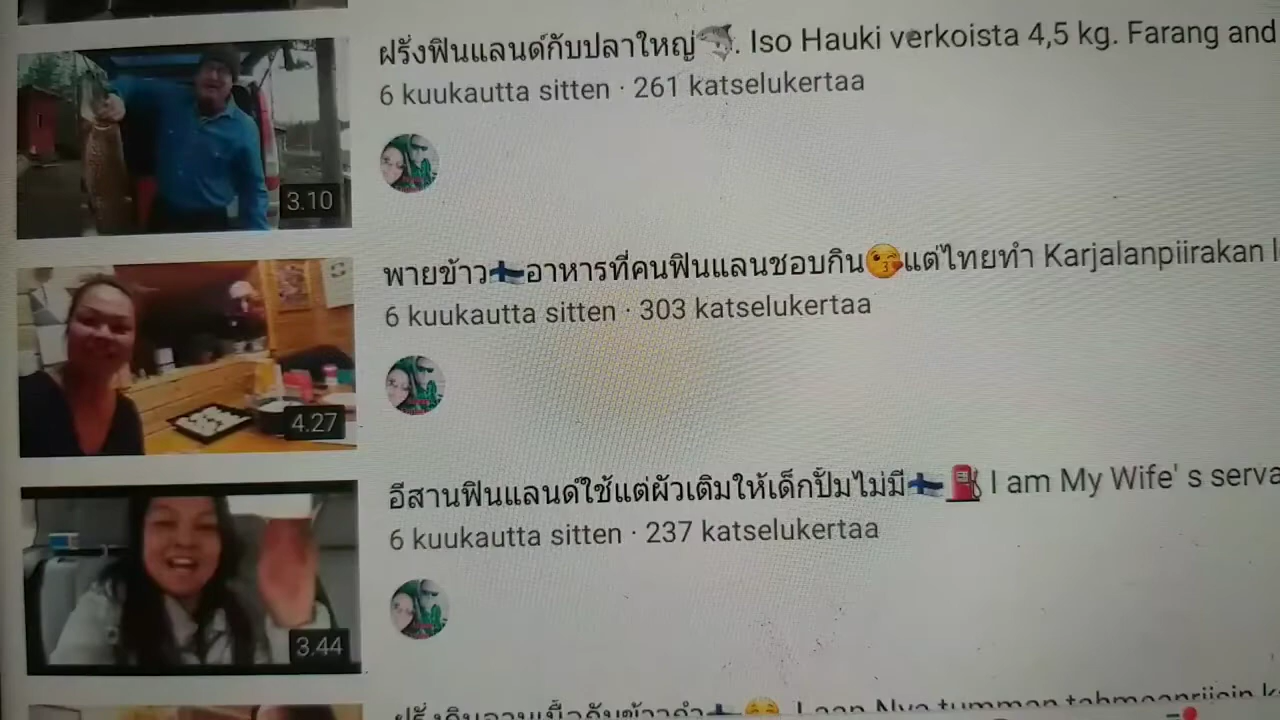 ฝรั่งฟินแลนด์กับปลาใหญ่🦈. Iso Hauki verkoista 4,5 kg. Farang and
6 kuukautta sitten · 261 katselukertaa
3.10
พายข้าว🇫🇮อาหารที่คนฟินแลนชอบกิน😘แต่ไทยทำ Karjalanpiirakan
6 kuukautta sitten · 303 katselukertaa
4.27
อีสานฟินแลนด์ใช้แต่ผัวเติมให้เด็กปั้มไม่มี🇫🇮⛽ I am My Wife' s serva
6 kuukautta sitten · 237 katselukertaa
3.44